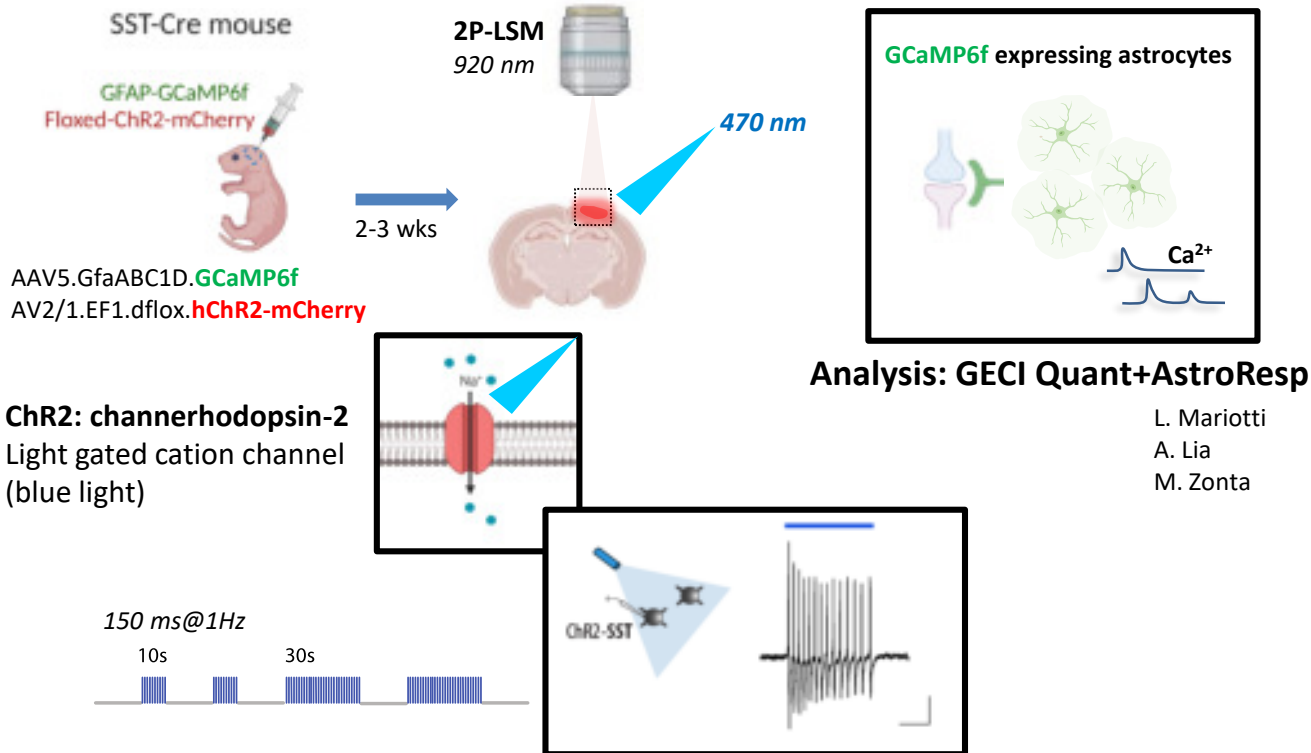 SST-Cre mouse
GFAP-GCaMP6f
Floxed-ChR2-mCherry
2-3 wks
AAV5.GfaABC1D.GCaMP6f
AV2/1.EF1.dflox.hChR2-mCherry
2P-LSM
920 nm
470 nm
GCaMP6f expressing astrocytes
Ca²⁺
Analysis: GECI Quant+AstroResp
L. Mariotti
A. Lia
M. Zonta
ChR2: channerhodopsin-2
Light gated cation channel
(blue light)
Na⁺
ChR2-SST
150 ms@1Hz
10s
30s